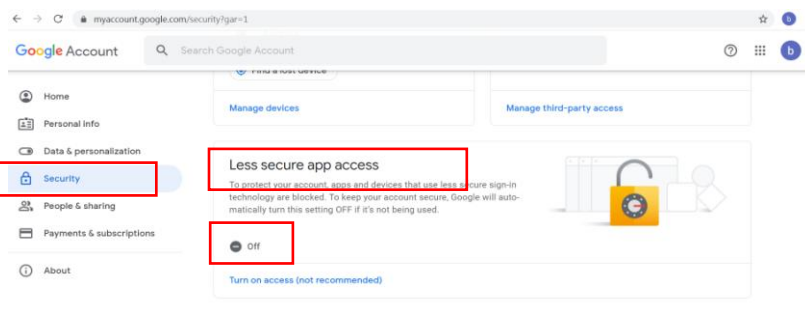 myaccount.google.com/security?gar=1
b
Google Account
Search Google Account
b
Find a lost device
Home
Manage devices
Manage third-party access
Personal Info
Data & personalization
Less secure app access
Security
To protect your account, apps and devices that use less secure sign-in
technology are blocked. To keep your account secure, Google will auto-
matically turn this setting OFF if it's not being used.
People & sharing
Payments & subscriptions
Off
About
Turn on access (not recommended)